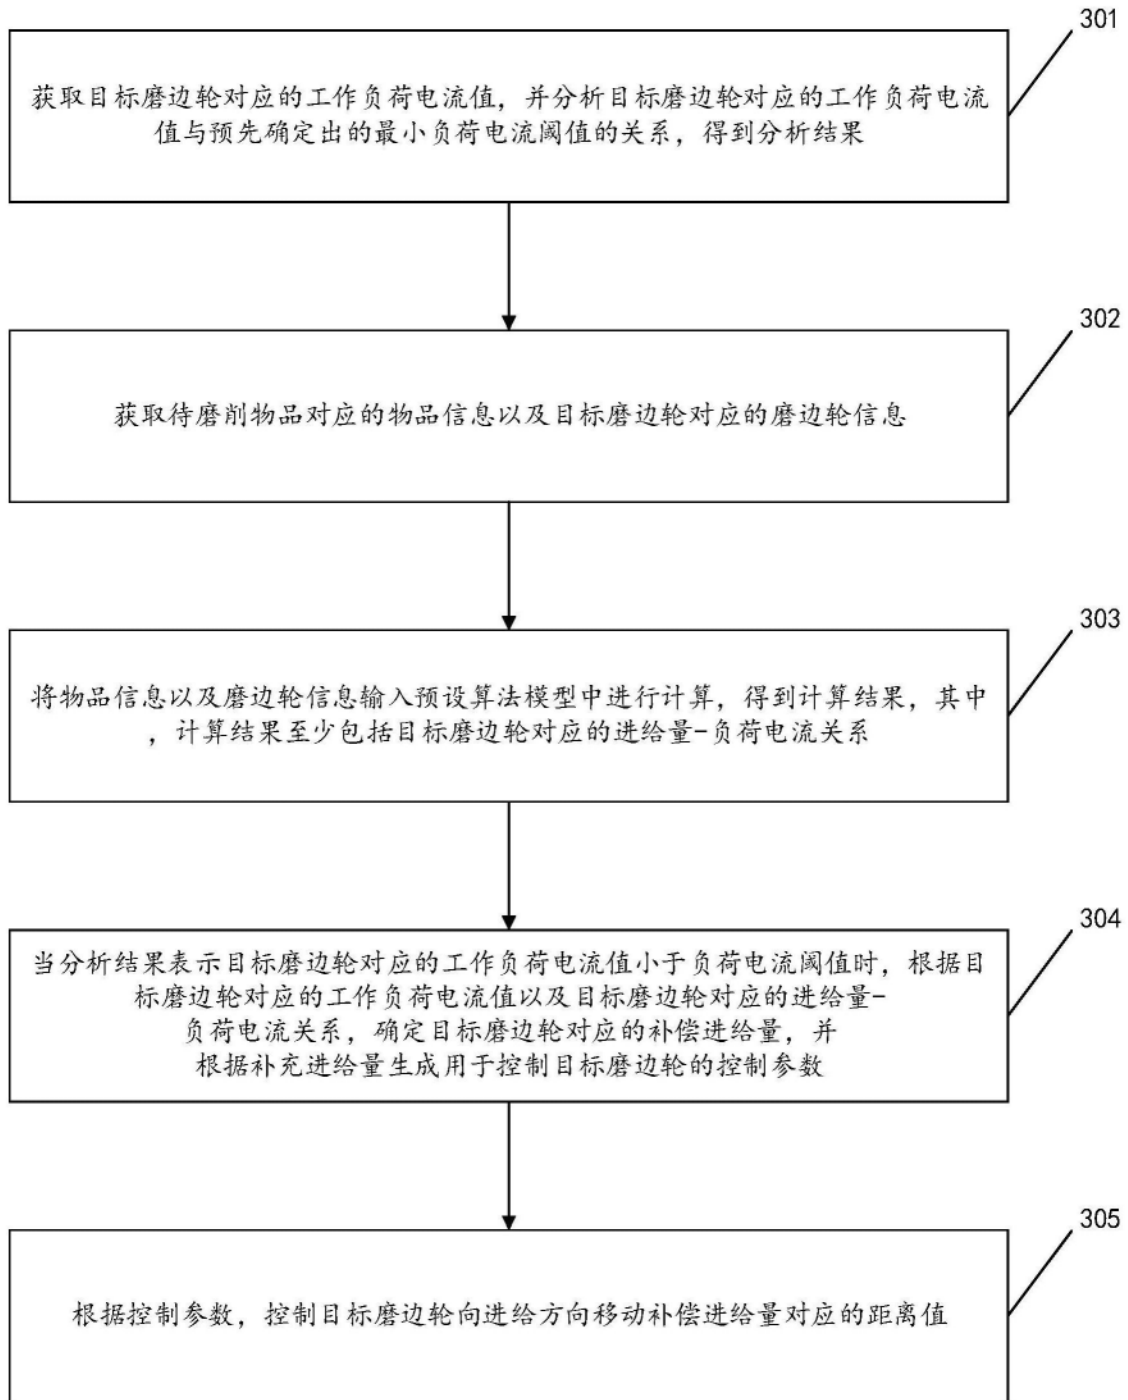 301
获取目标磨边轮对应的工作负荷电流值，并分析目标磨边轮对应的工作负荷电流
值与预先确定出的最小负荷电流阈值的关系，得到分析结果
302
获取待磨削物品对应的物品信息以及目标磨边轮对应的磨边轮信息
303
将物品信息以及磨边轮信息输入预设算法模型中进行计算，得到计算结果，其中
，计算结果至少包括目标磨边轮对应的进给量-负荷电流关系
304
当分析结果表示目标磨边轮对应的工作负荷电流值小于负荷电流阈值时，根据目
标磨边轮对应的工作负荷电流值以及目标磨边轮对应的进给量-
负荷电流关系，确定目标磨边轮对应的补偿进给量，并
根据补充进给量生成用于控制目标磨边轮的控制参数
305
根据控制参数，控制目标磨边轮向进给方向移动补偿进给量对应的距离值